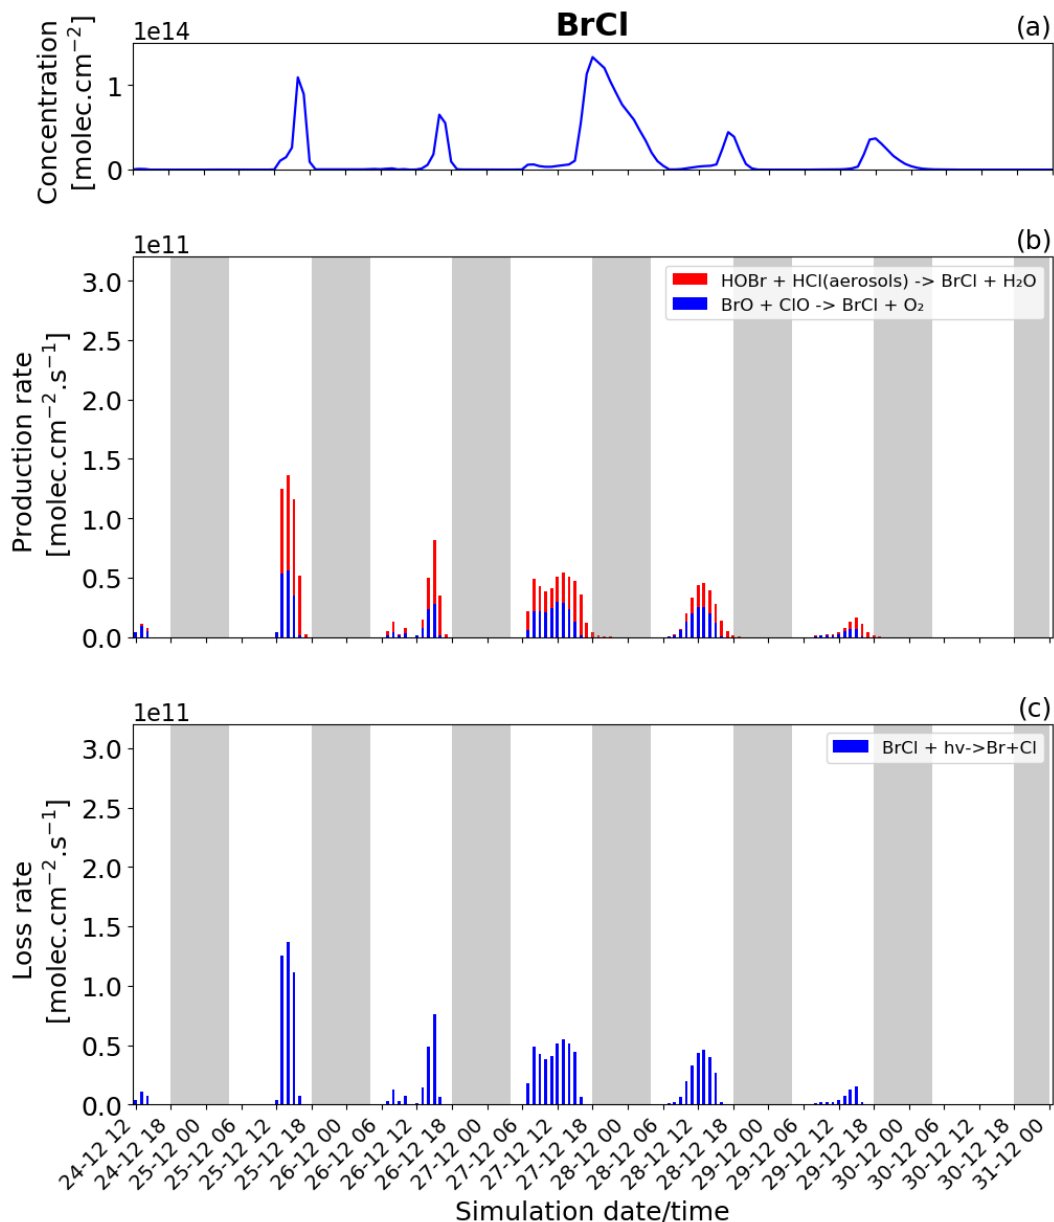 BrCl
(a)
1e14
Concentration
[molec.cm⁻²]
1
0
1e11
(b)
HOBr + HCl(aerosols) -> BrCl + H₂O
BrO + ClO -> BrCl + O₂
Production rate
[molec.cm⁻².s⁻¹]
3.0
2.5
2.0
1.5
1.0
0.5
0.0
1e11
(c)
BrCl + hv->Br+Cl
Loss rate
[molec.cm⁻².s⁻¹]
3.0
2.5
2.0
1.5
1.0
0.5
0.0
24-12 12
24-12 18
25-12 00
25-12 06
25-12 12
25-12 18
26-12 00
26-12 06
26-12 12
26-12 18
27-12 00
27-12 06
27-12 12
27-12 18
28-12 00
28-12 06
28-12 12
28-12 18
29-12 00
29-12 06
29-12 12
29-12 18
30-12 00
30-12 06
30-12 12
30-12 18
31-12 00
Simulation date/time